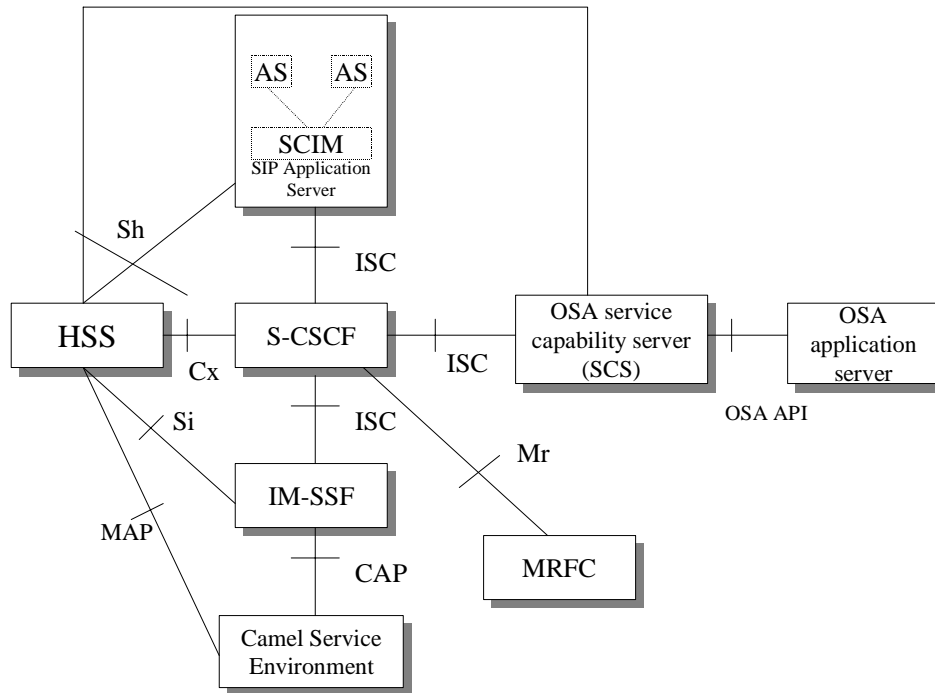 AS AS
SCIM
SIP Application
Server
Sh
ISC
HSS
S-CSCF
OSA service
capability server
(SCS)
OSA
application
server
Cx
ISC
OSA API
Si
ISC
Mr
IM-SSF
MAP
CAP
MRFC
Camel Service
Environment